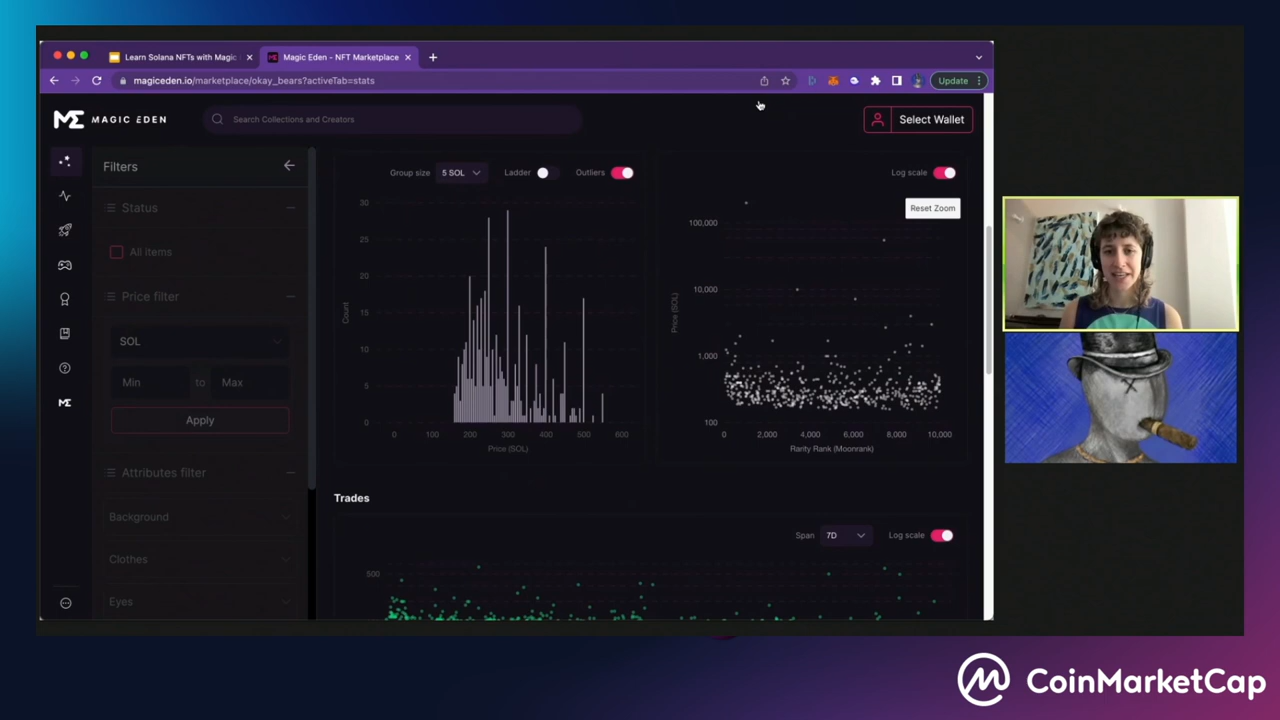 Learn Solana NFTs with Magic
Magic Eden - NFT Marketplace
magiceden.io/marketplace/okay_bears?activeTab=stats
Update
ME MAGIC EDEN
Search Collections and Creators
Select Wallet
Filters
Status
All items
Price filter
SOL
Min to Max
Apply
Attributes filter
Background
Clothes
Eyes
ME
Group size 5 SOL Ladder Outliers
30
25
20
15
10
5
0
Count
0 100 200 300 400 500 600
Price (SOL)
Log scale
Reset Zoom
100,000
10,000
1,000
100
Price (SOL)
0 2,000 4,000 6,000 8,000 10,000
Rarity Rank (Moonrank)
Trades
Span 7D Log scale
500
CoinMarketCap